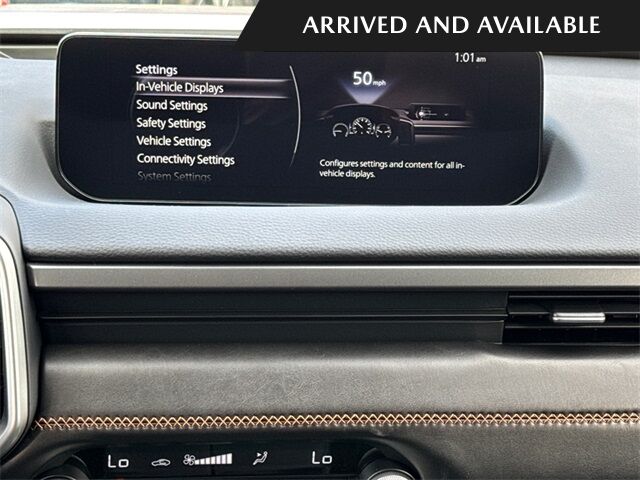 ARRIVED AND AVAILABLE
1:01 am
Settings
In-Vehicle Displays
Sound Settings
Safety Settings
Vehicle Settings
Connectivity Settings
System Settings
50 mph
Configures settings and content for all in-
vehicle displays.
Lo
Lo